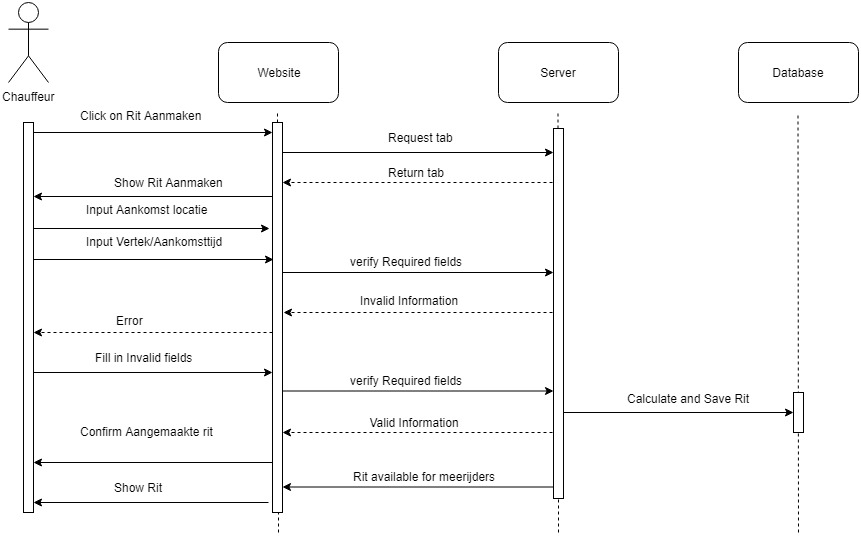 Website
Server
Database
Chauffeur
Click on Rit Aanmaken
Request tab
Return tab
Show Rit Aanmaken
Input Aankomst locatie
Input Vertek/Aankomsttijd
verify Required fields
Invalid Information
Error
Fill in Invalid fields
verify Required fields
Calculate and Save Rit
Valid Information
Confirm Aangemaakte rit
Rit available for meerijders
Show Rit